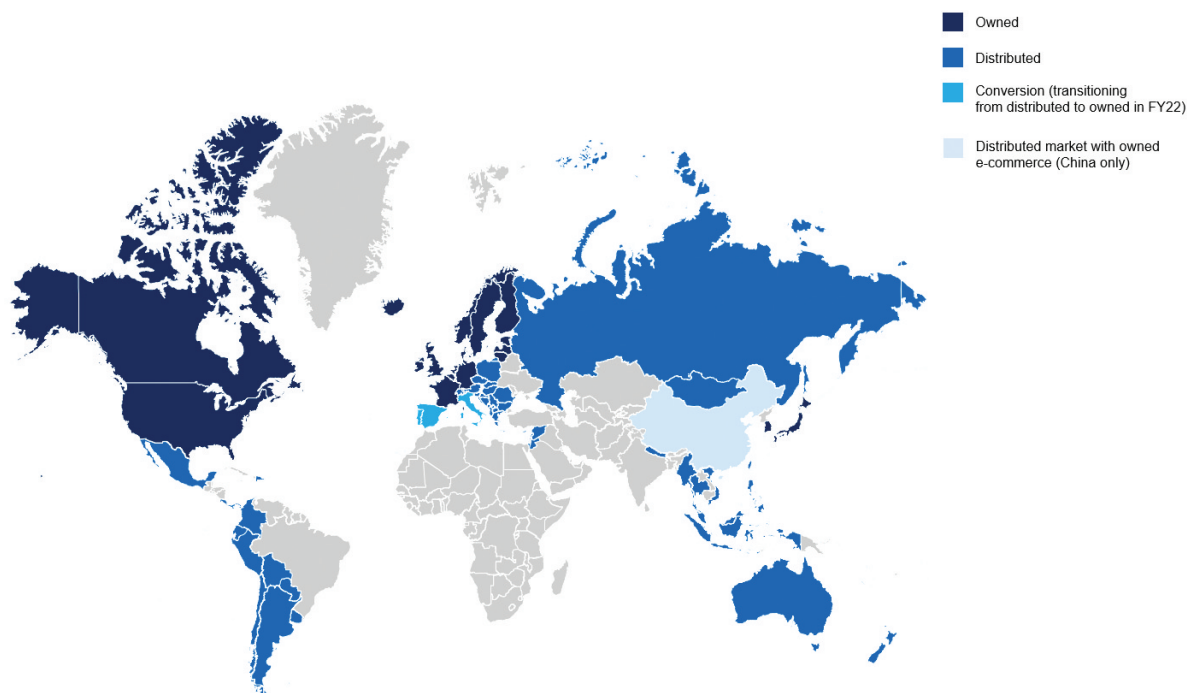 Owned
Distributed
Conversion (transitioning
from distributed to owned in FY22)
Distributed market with owned
e-commerce (China only)